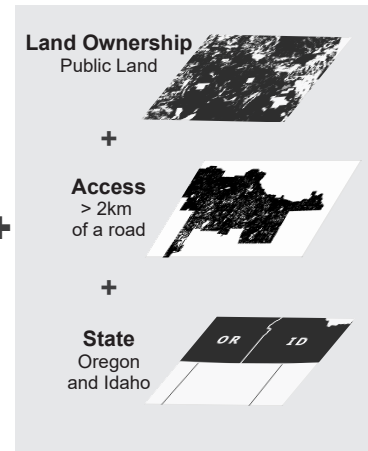 Land Ownership
Public Land
+
Access
> 2km
of a road
+
+
State
Oregon
and Idaho
OR ID